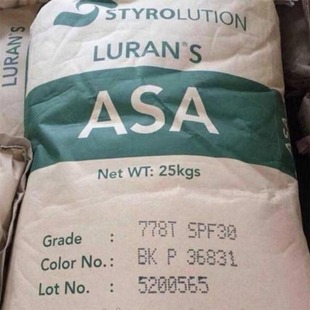 STYROLUTION
LURAN'S
ASA
Net WT: 25kgs
Grade : 778T SPF30
Color No.: BK P 36831
Lot No. : 5200565
LURAN'S